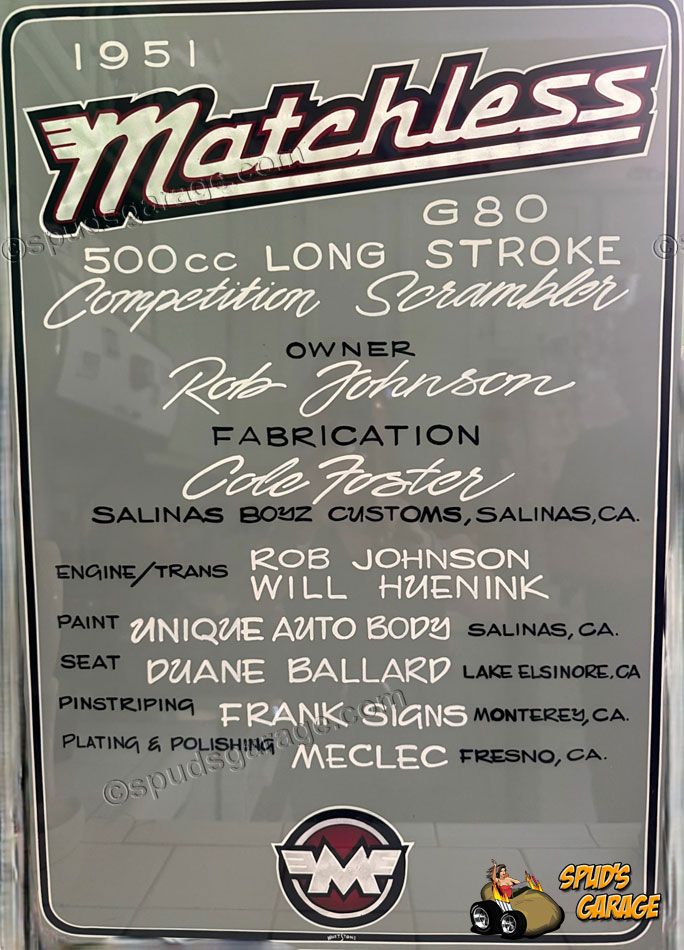 1951
Matchless
G80
500cc LONG STROKE
Competition Scrambler
OWNER
Rob Johnson
FABRICATION
Cole Foster
SALINAS BOYZ CUSTOMS, SALINAS, CA.
ENGINE/TRANS ROB JOHNSON
WILL HUENINK
PAINT UNIQUE AUTO BODY SALINAS, CA.
SEAT DUANE BALLARD LAKE ELSINORE, CA
PINSTRIPING FRANK SIGNS MONTEREY, CA.
PLATING & POLISHING MECLEC FRESNO, CA.
M
SPUD'S
GARAGE
©spudsgarage.com
©spudsgarage.com